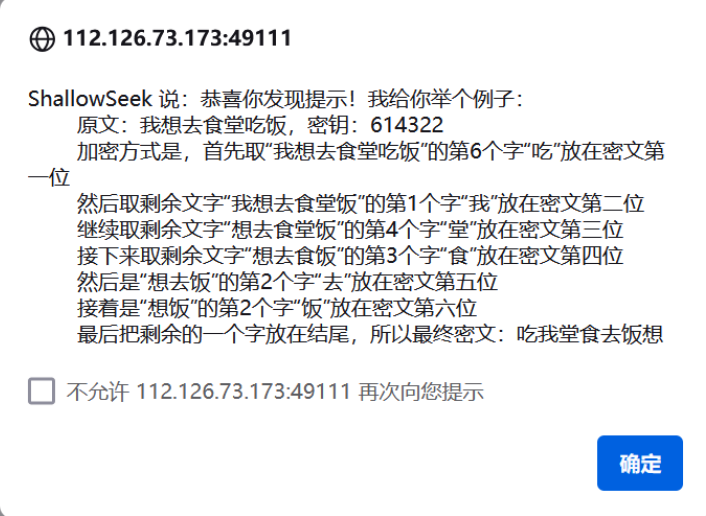 112.126.73.173:49111
ShallowSeek 说：恭喜你发现提示！我给你举个例子：
原文：我想去食堂吃饭，密钥：614322
加密方式是，首先取“我想去食堂吃饭”的第6个字“吃”放在密文第
一位
然后取剩余文字“我想去食堂饭”的第1个字“我”放在密文第二位
继续取剩余文字“想去食堂饭”的第4个字“堂”放在密文第三位
接下来取剩余文字“想去食饭”的第3个字“食”放在密文第四位
然后是“想去饭”的第2个字“去”放在密文第五位
接着是“想饭”的第2个字“饭”放在密文第六位
最后把剩余的一个字放在结尾，所以最终密文：吃我堂食去饭想
不允许 112.126.73.173:49111 再次向您提示
确定